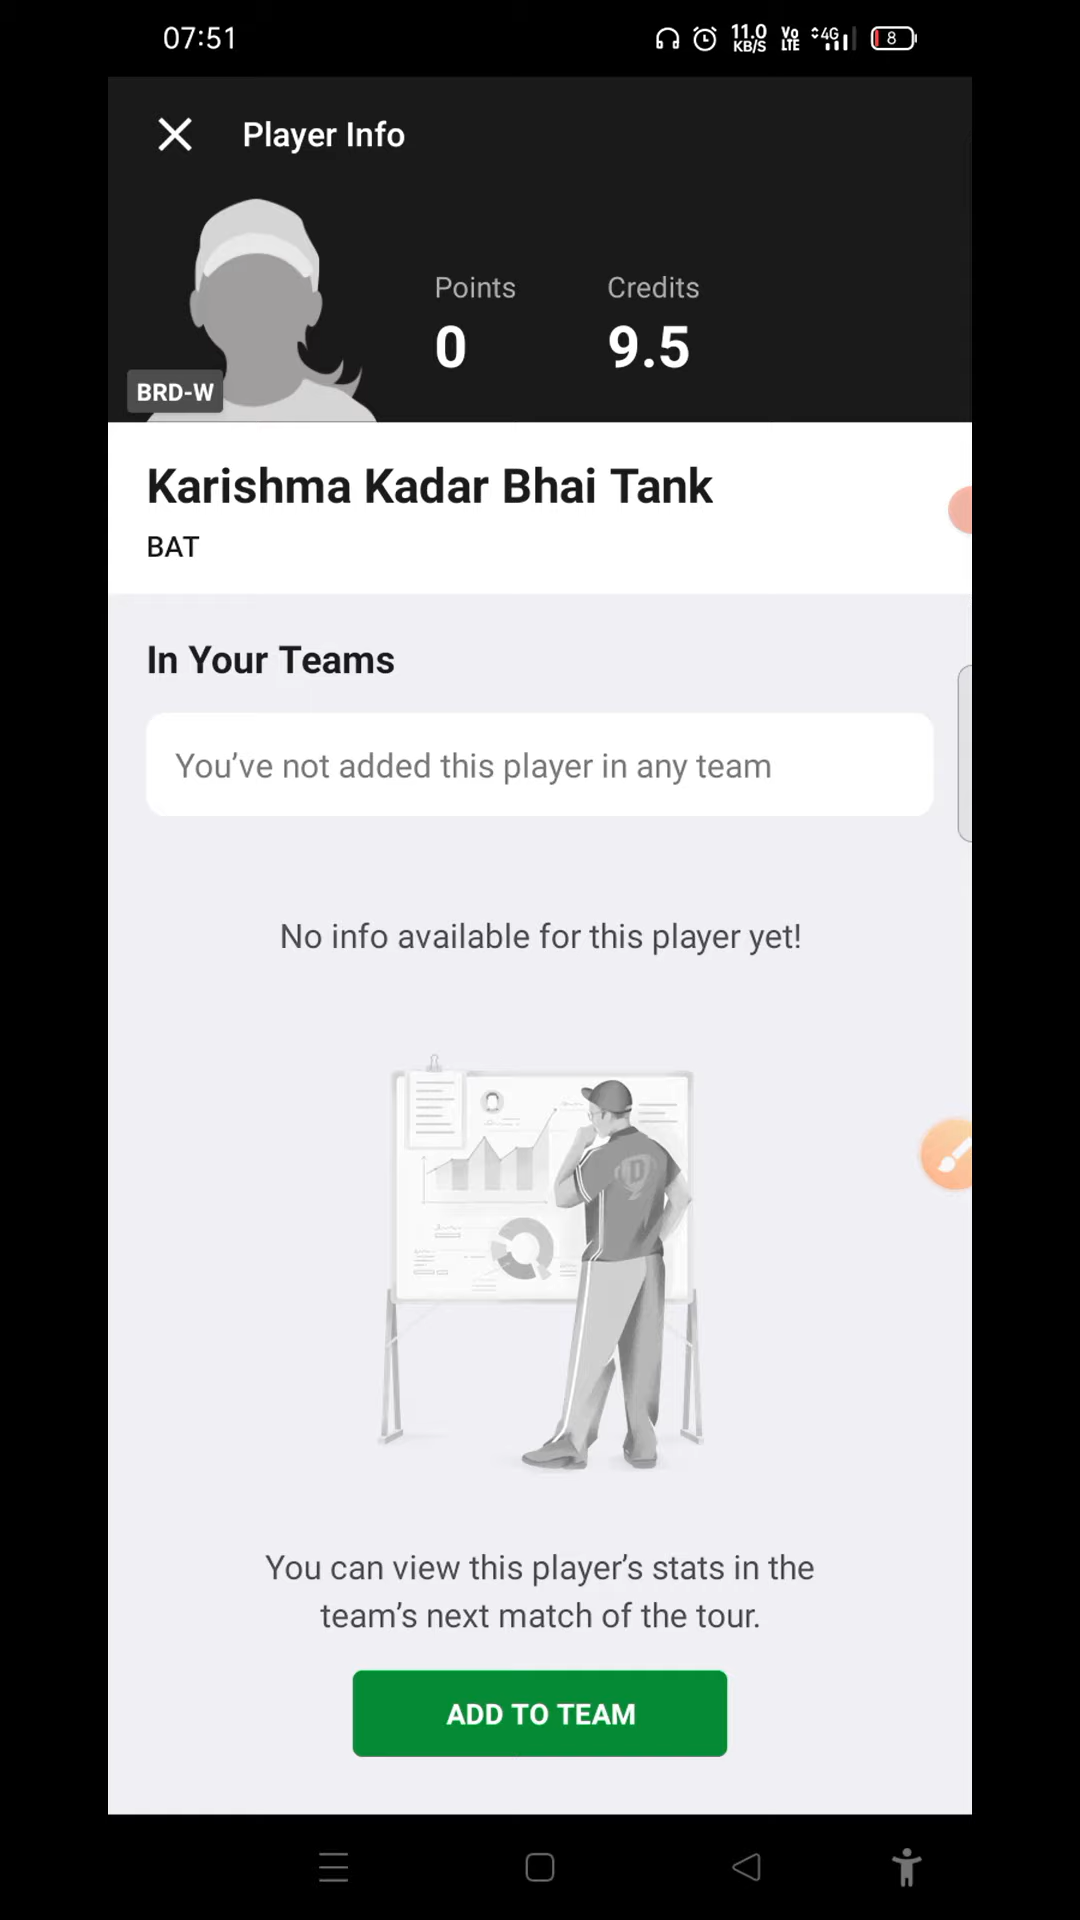 07:51
11.0
KB/S
Vo
LTE
4G
8
Player Info
Points
Credits
0
9.5
BRD-W
Karishma Kadar Bhai Tank
BAT
In Your Teams
You’ve not added this player in any team
No info available for this player yet!
D
You can view this player’s stats in the
team’s next match of the tour.
ADD TO TEAM